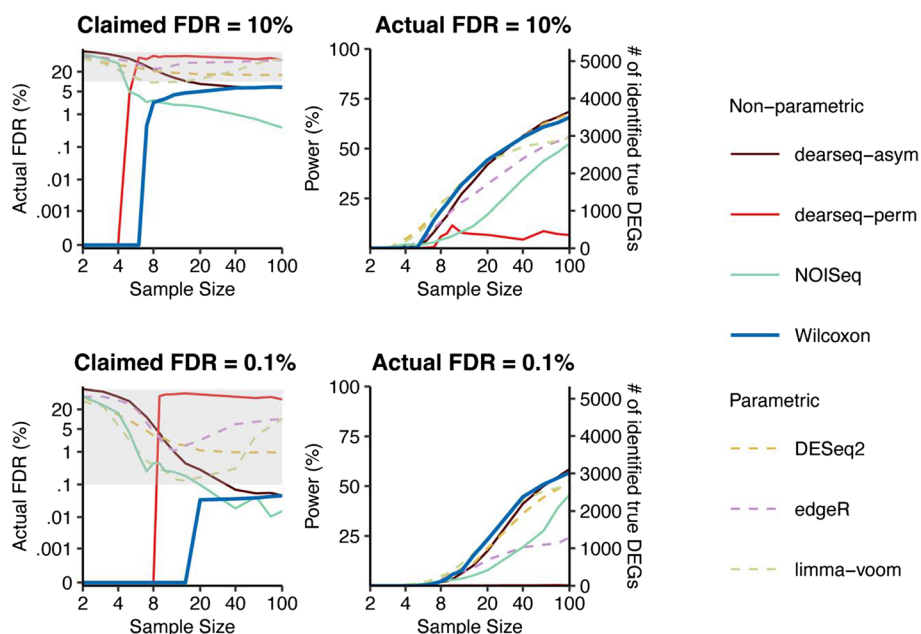 Claimed FDR = 10%
Actual FDR (%)
20
5
1
.1
.01
.001
0
2 4 8 20 40 100
Sample Size
Actual FDR = 10%
Power (%)
100
75
50
25
2 4 8 20 40 100
Sample Size
5000
4000
3000
2000
1000
0
# of identified true DEGs
Claimed FDR = 0.1%
Actual FDR (%)
20
5
1
.1
.01
.001
0
2 4 8 20 40 100
Sample Size
Actual FDR = 0.1%
Power (%)
100
75
50
25
2 4 8 20 40 100
Sample Size
5000
4000
3000
2000
1000
0
# of identified true DEGs
Non−parametric
dearseq−asym
dearseq−perm
NOISeq
Wilcoxon
Parametric
DESeq2
edgeR
limma−voom